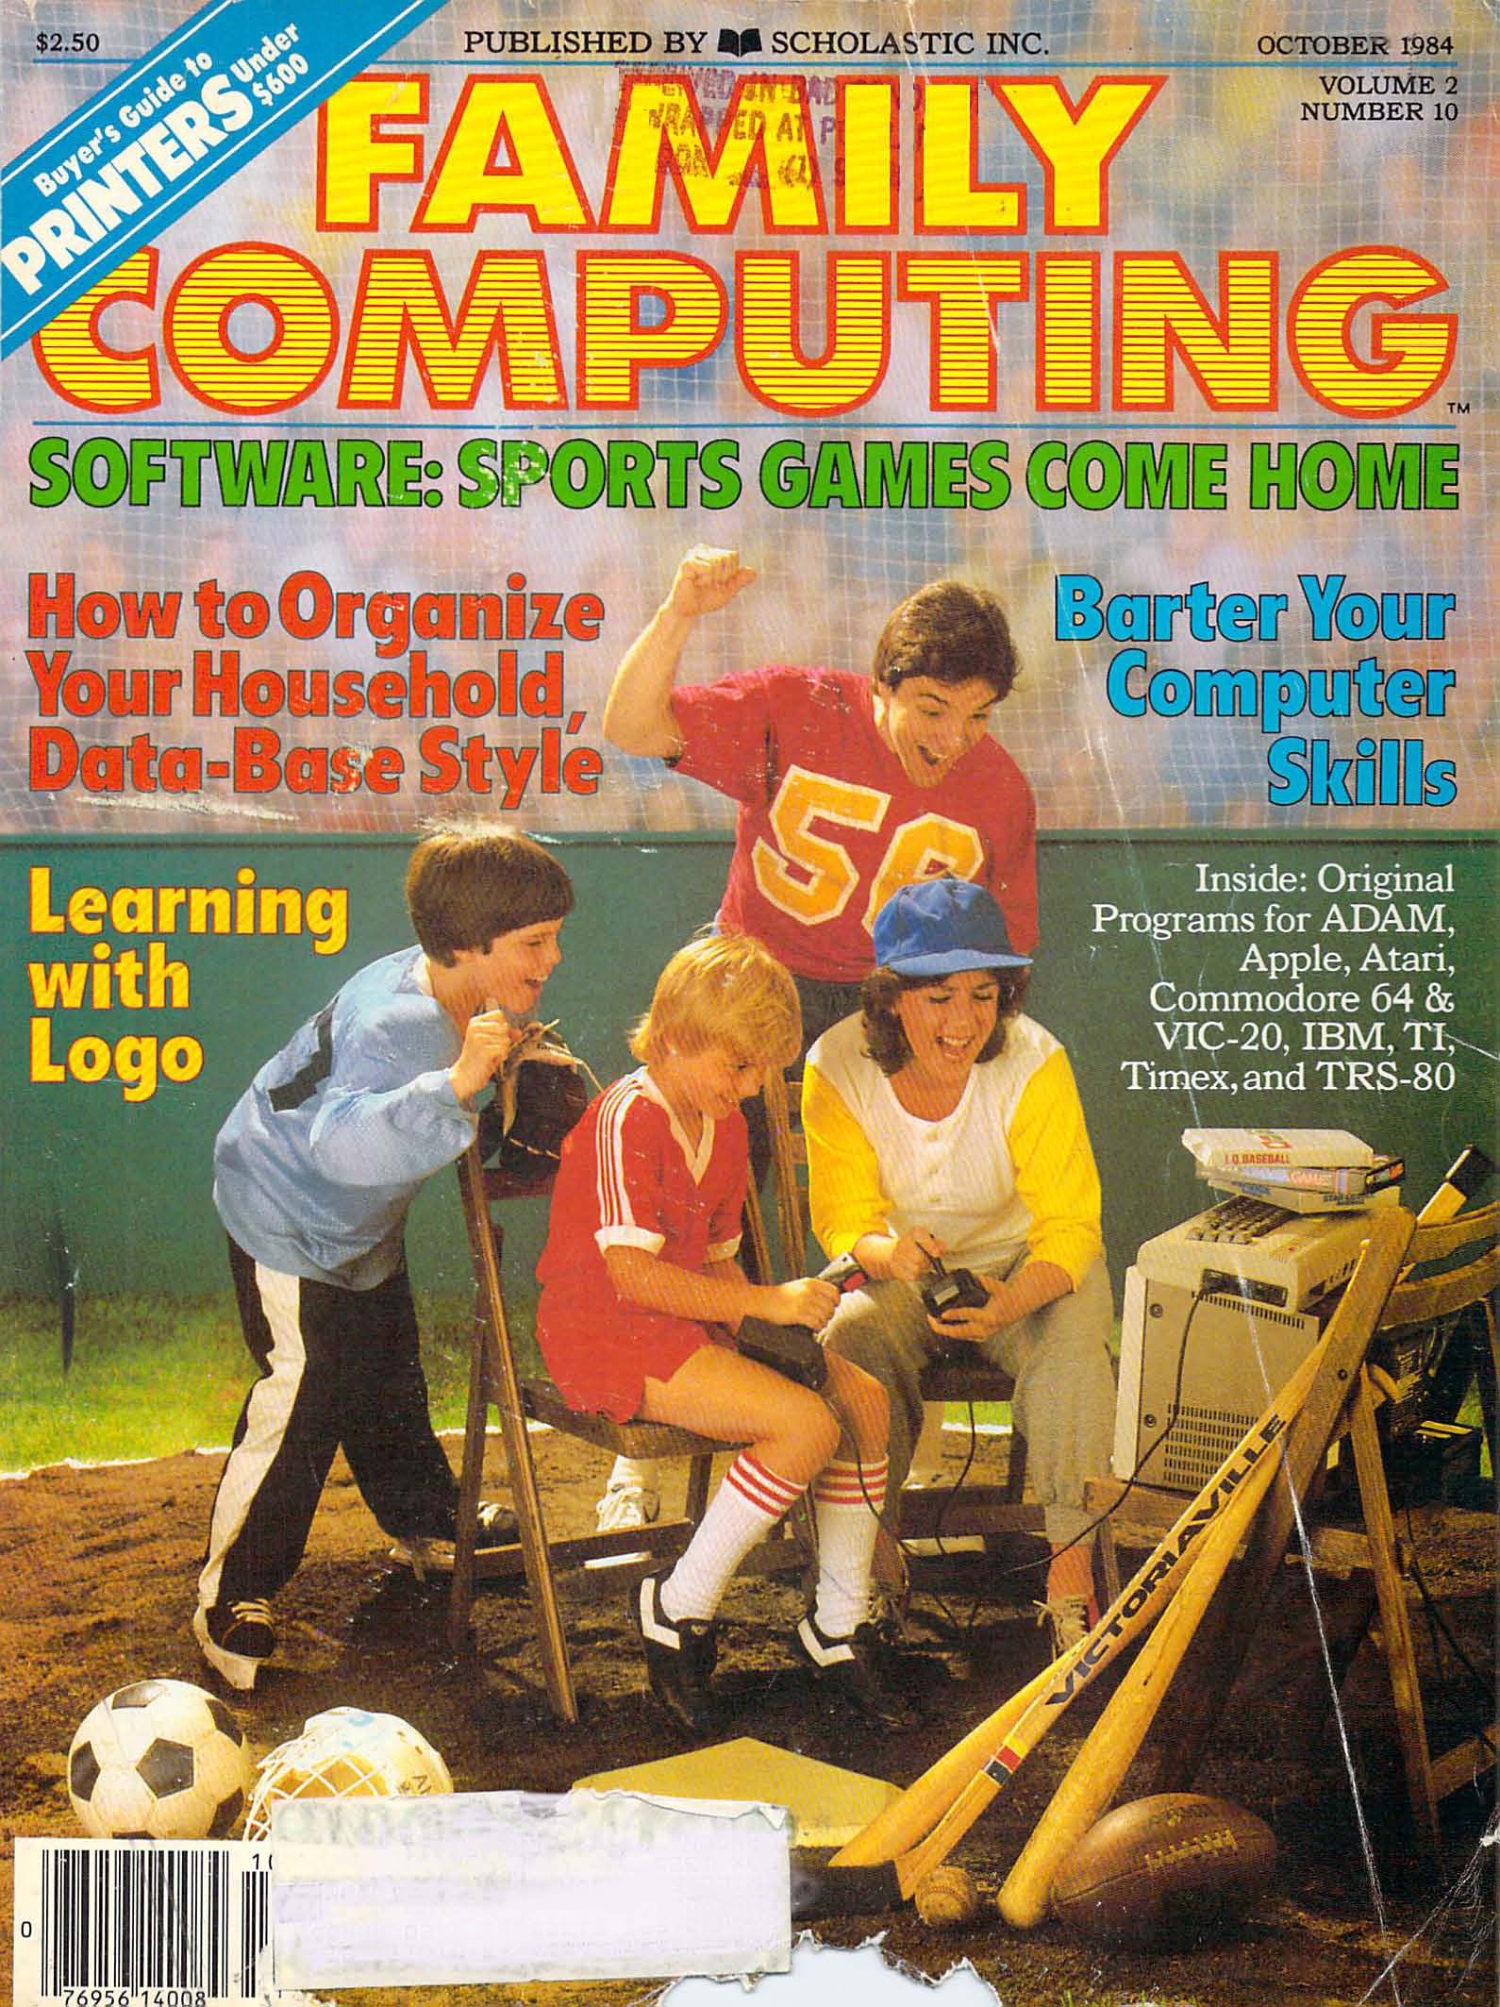 $2.50
PUBLISHED BY SCHOLASTIC INC.
OCTOBER 1984
VOLUME 2
NUMBER 10
Buyer's Guide to
PRINTERS Under
$600
FAMILY
COMPUTING
TM
SOFTWARE: SPORTS GAMES COME HOME
How to Organize
Your Household,
Data-Base Style
Barter Your
Computer
Skills
Learning
with
Logo
Inside: Original
Programs for ADAM,
Apple, Atari,
Commodore 64 &
VIC-20, IBM, TI,
Timex, and TRS-80
56
I.Q. BASEBALL
VICTORIAVILLE
10
0
76956 14008